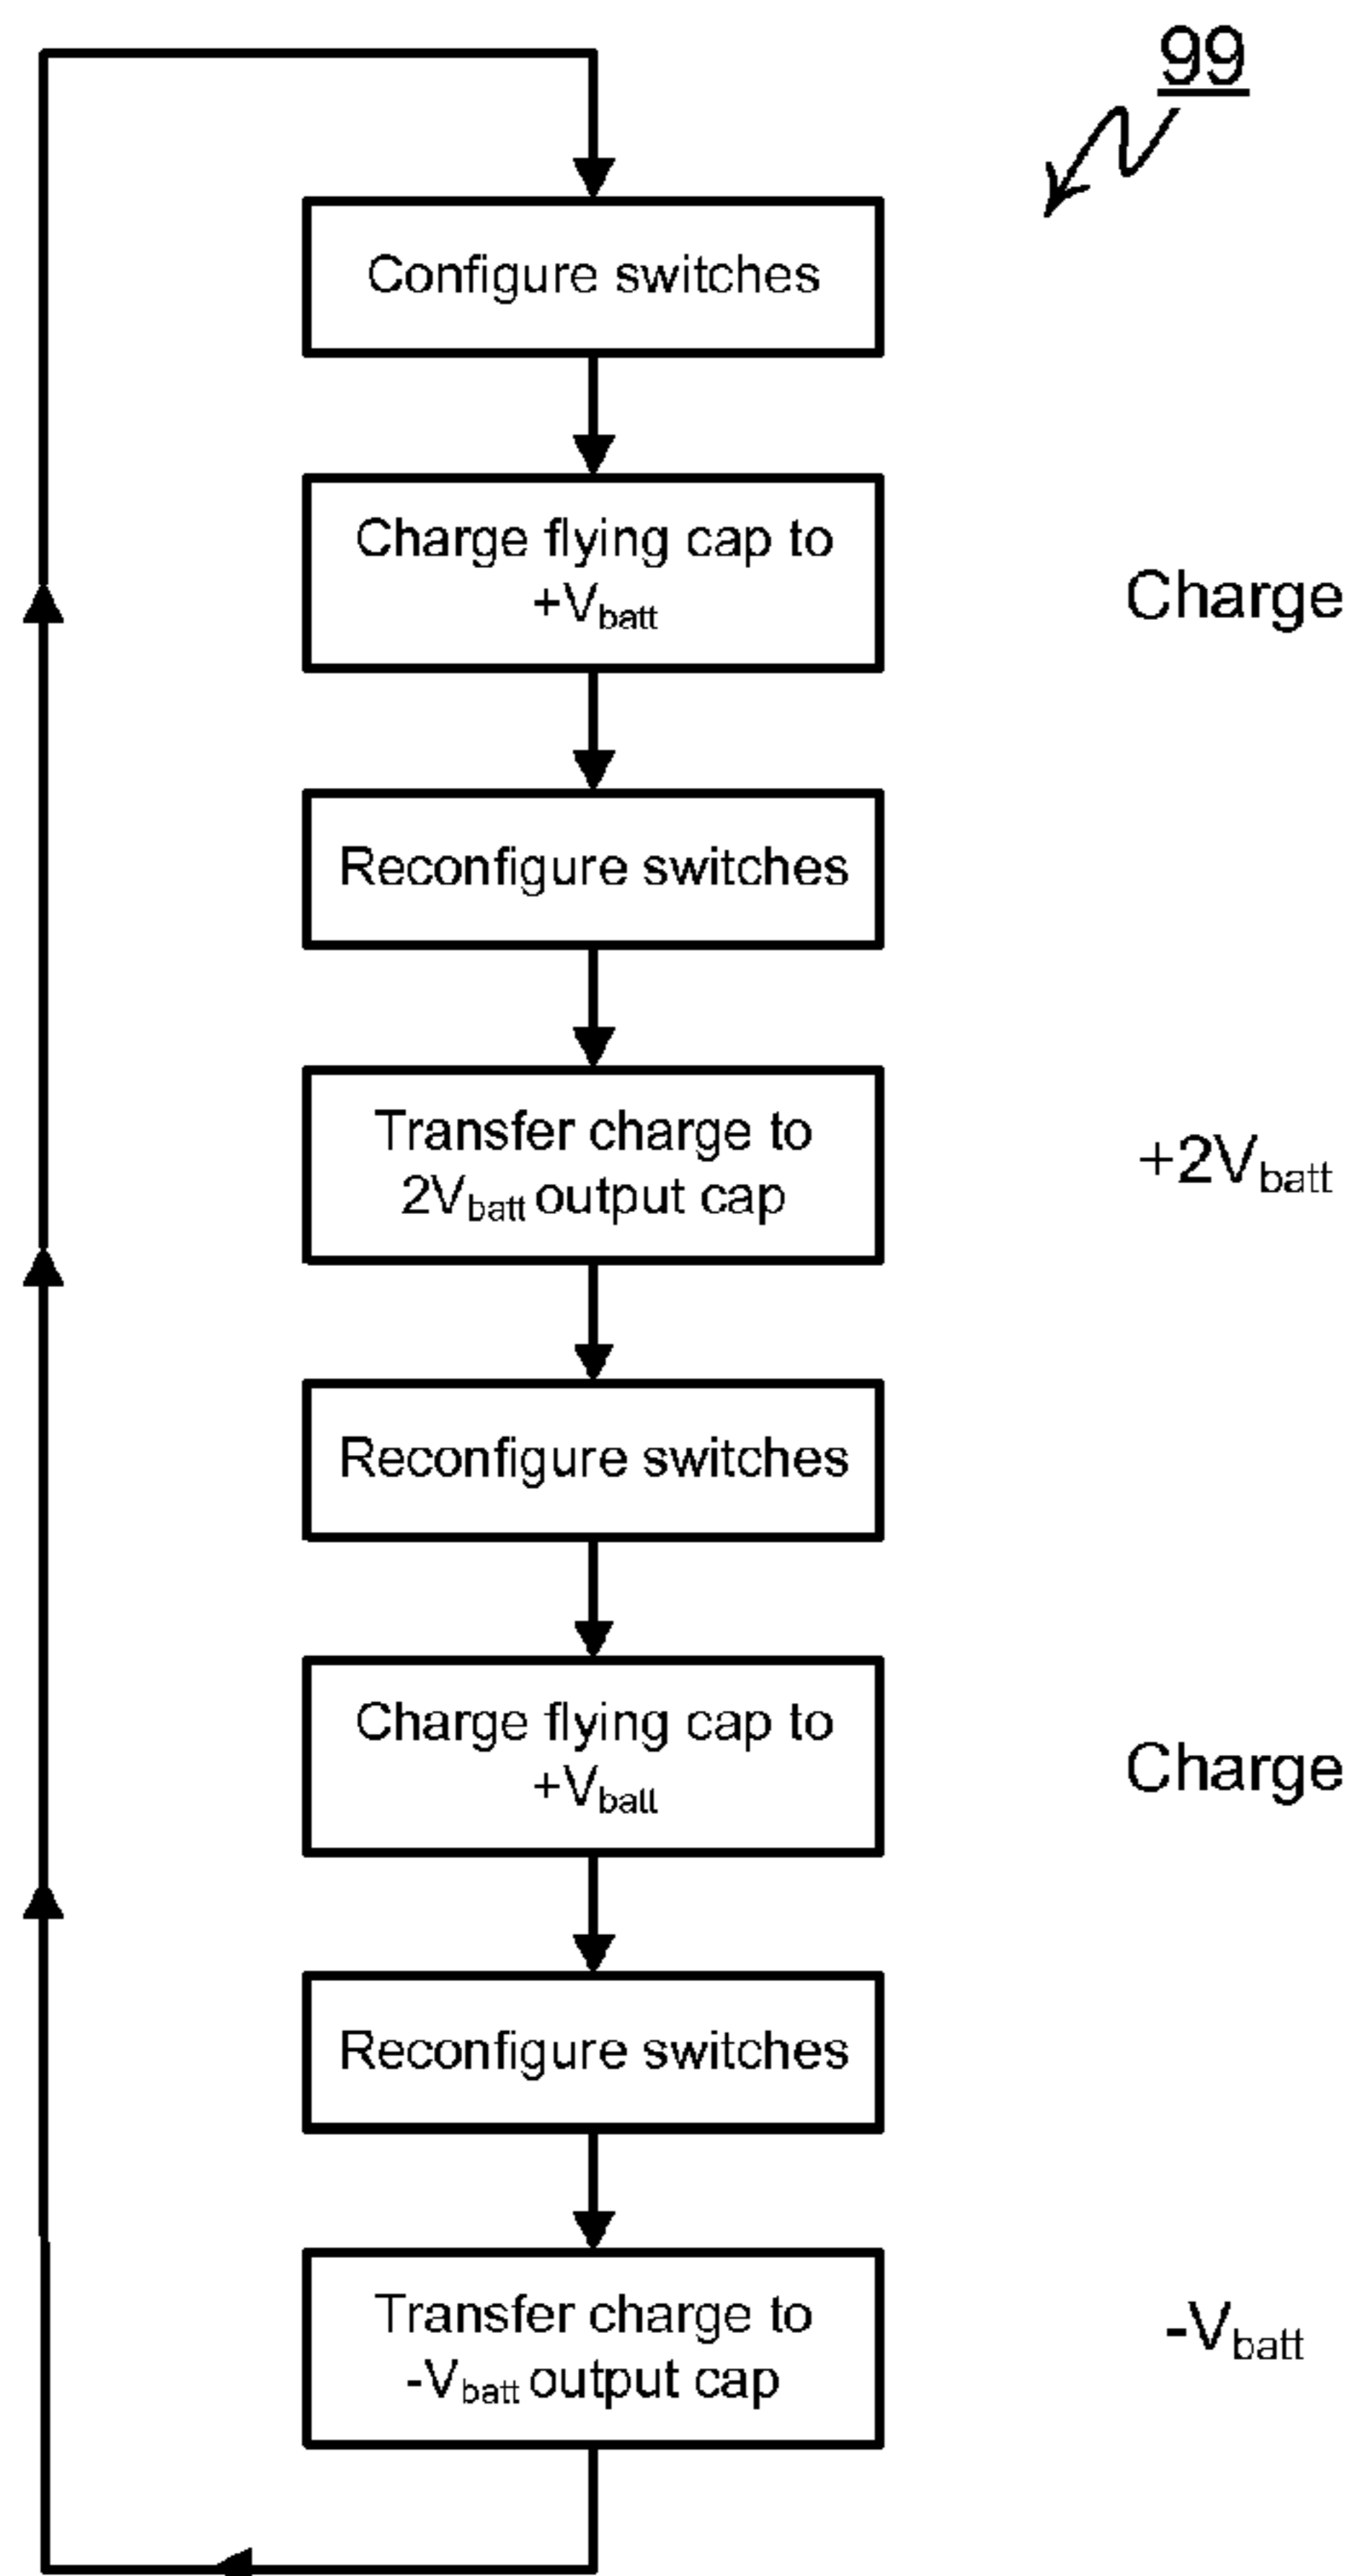 99
Configure switches
Charge flying cap to
+Vbatt
Charge
Reconfigure switches
Transfer charge to
2Vbatt output cap
+2Vbatt
Reconfigure switches
Charge flying cap to
+Vbatt
Charge
Reconfigure switches
Transfer charge to
-Vbatt output cap
-Vbatt